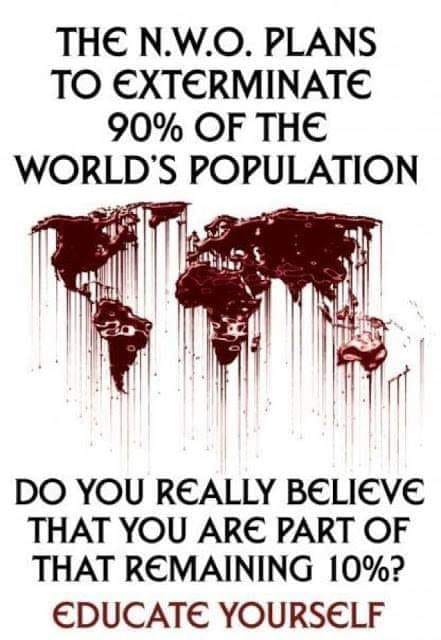 THE N.W.O. PLANS
TO EXTERMINATE
90% OF THE
WORLD'S POPULATION
DO YOU REALLY BELIEVE
THAT YOU ARE PART OF
THAT REMAINING 10%?
EDUCATE YOURSELF